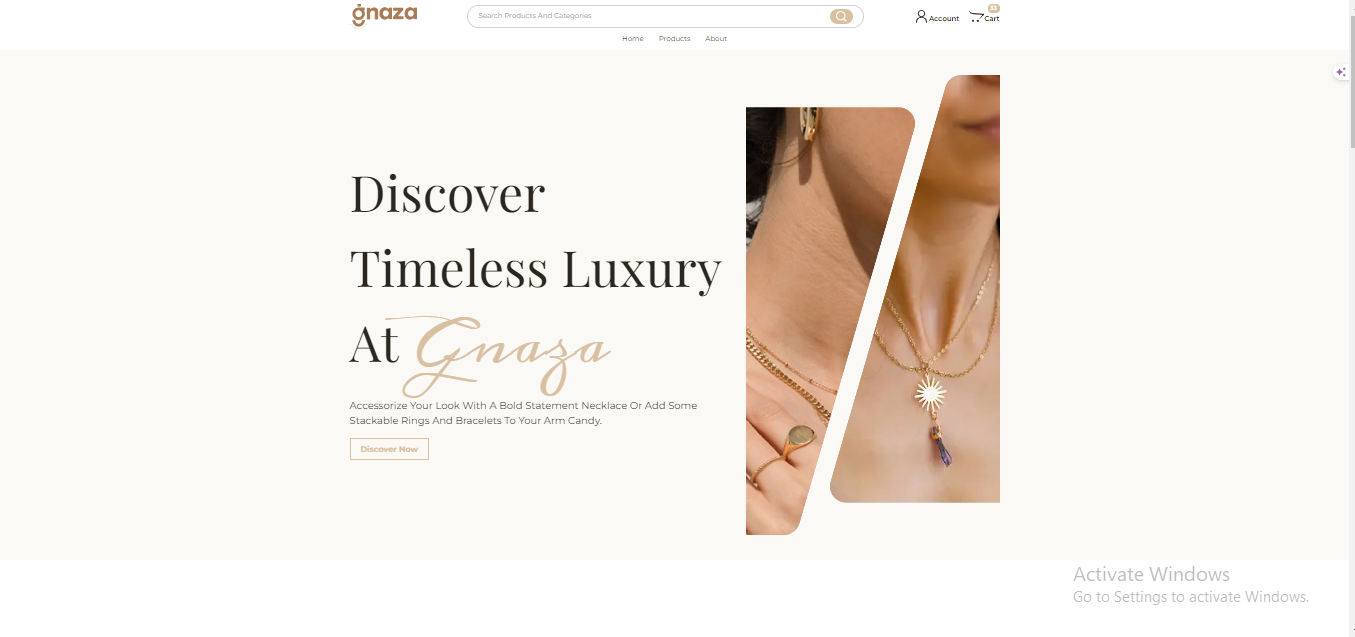 gnaza
Search Products And Categories
Account
33
Cart
Home
Products
About
Discover
Timeless Luxury
At Gnaza
Accessorize Your Look With A Bold Statement Necklace Or Add Some
Stackable Rings And Bracelets To Your Arm Candy.
Discover Now
Activate Windows
Go to Settings to activate Windows.